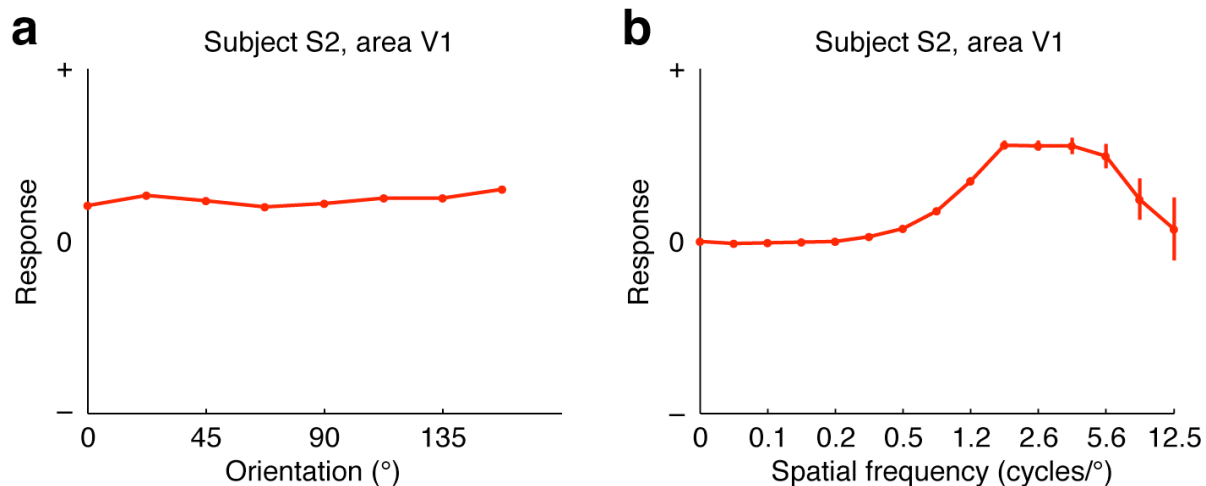 a
Subject S2, area V1
+
0
–
Response
0 45 90 135
Orientation (°)
b
Subject S2, area V1
+
0
–
Response
0 0.1 0.2 0.5 1.2 2.6 5.6 12.5
Spatial frequency (cycles/°)